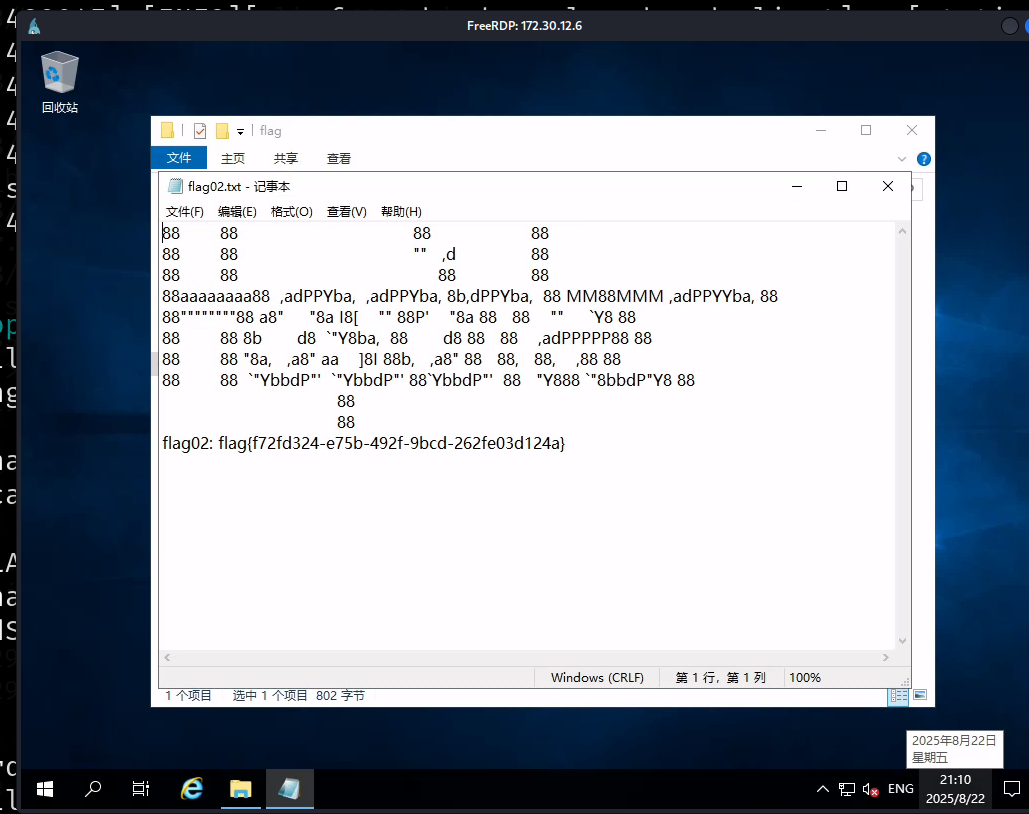 FreeRDP: 172.30.12.6
回收站
flag
文件 主页 共享 查看
flag02.txt - 记事本
文件(F) 编辑(E) 格式(O) 查看(V) 帮助(H)
88 88 88 88
88 88 "" ,d 88
88 88 88 88
88aaaaaaaa88 ,adPPYba, ,adPPYba, 8b,dPPYba, 88 MM88MMM ,adPPYYba, 88
88""""""""88 a8" "8a I8[ "" 88P' "8a 88 88 "" `Y8 88
88 88 8b d8 `"Y8ba, 88 d8 88 88 ,adPPPPP88 88
88 88 "8a, ,a8" aa ]8I 88b, ,a8" 88 88, 88, ,88 88
88 88 `"YbbdP"' `"YbbdP"' 88`YbbdP"' 88 "Y888 `"8bbdP"Y8 88
88
88
flag02: flag{f72fd324-e75b-492f-9bcd-262fe03d124a}
Windows (CRLF) 第 1 行，第 1 列 100%
1 个项目 选中 1 个项目 802 字节
2025年8月22日
星期五
ENG
21:10
2025/8/22